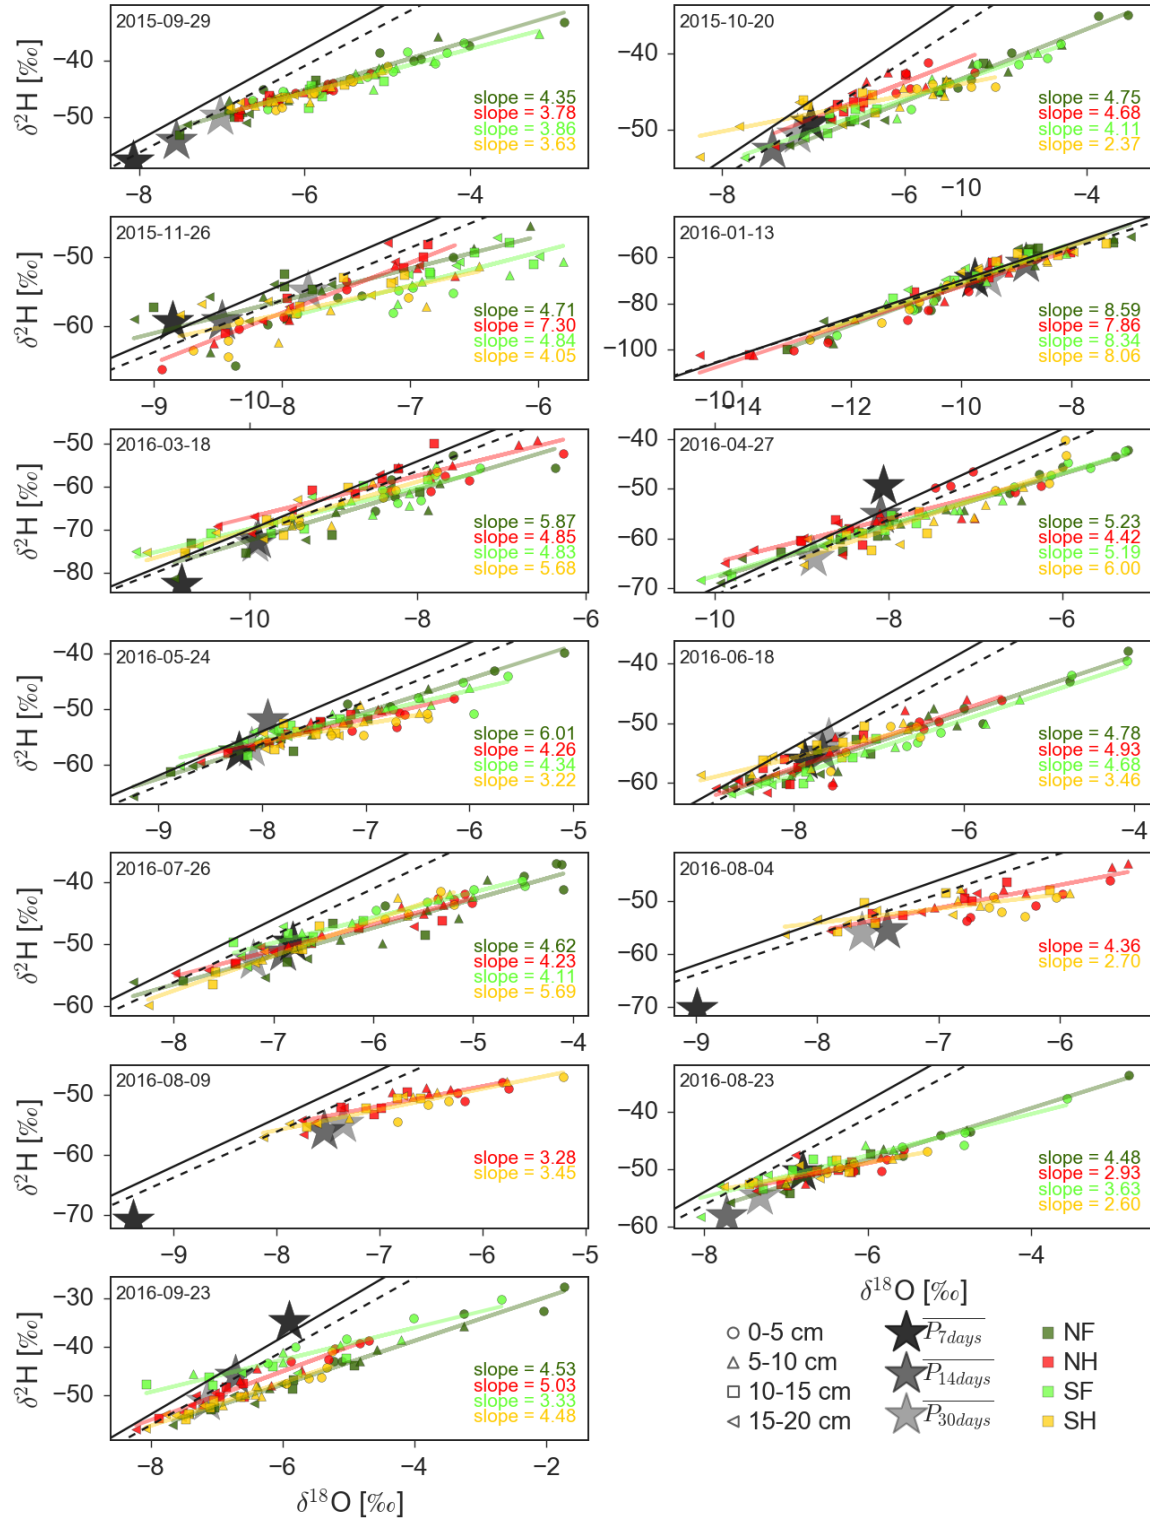 2015-09-29
δ²H [‰]
−40
−50
slope = 4.35
slope = 3.78
slope = 3.86
slope = 3.63
−8
−6
−4
2015-10-20
−40
−50
slope = 4.75
slope = 4.68
slope = 4.11
slope = 2.37
−8
−6
−4
−10
2015-11-26
δ²H [‰]
−50
−60
slope = 4.71
slope = 7.30
slope = 4.84
slope = 4.05
−9
−8
−7
−6
−10
2016-01-13
−60
−80
−100
slope = 8.59
slope = 7.86
slope = 8.34
slope = 8.06
−14
−12
−10
−8
−10
2016-03-18
δ²H [‰]
−50
−60
−70
−80
slope = 5.87
slope = 4.85
slope = 4.83
slope = 5.68
−10
−8
−6
2016-04-27
−40
−50
−60
−70
slope = 5.23
slope = 4.42
slope = 5.19
slope = 6.00
−10
−8
−6
2016-05-24
δ²H [‰]
−40
−50
−60
slope = 6.01
slope = 4.26
slope = 4.34
slope = 3.22
−9
−8
−7
−6
−5
2016-06-18
−40
−50
−60
slope = 4.78
slope = 4.93
slope = 4.68
slope = 3.46
−8
−6
−4
2016-07-26
δ²H [‰]
−40
−50
−60
slope = 4.62
slope = 4.23
slope = 4.11
slope = 5.69
−8
−7
−6
−5
−4
2016-08-04
−50
−60
−70
slope = 4.36
slope = 2.70
−9
−8
−7
−6
2016-08-09
δ²H [‰]
−50
−60
−70
slope = 3.28
slope = 3.45
−9
−8
−7
−6
−5
2016-08-23
−40
−50
−60
slope = 4.48
slope = 2.93
slope = 3.63
slope = 2.60
−8
−6
−4
δ¹⁸O [‰]
2016-09-23
δ²H [‰]
−30
−40
−50
slope = 4.53
slope = 5.03
slope = 3.33
slope = 4.48
−8
−6
−4
−2
δ¹⁸O [‰]
0-5 cm
5-10 cm
10-15 cm
15-20 cm
P7days
P14days
P30days
NF
NH
SF
SH